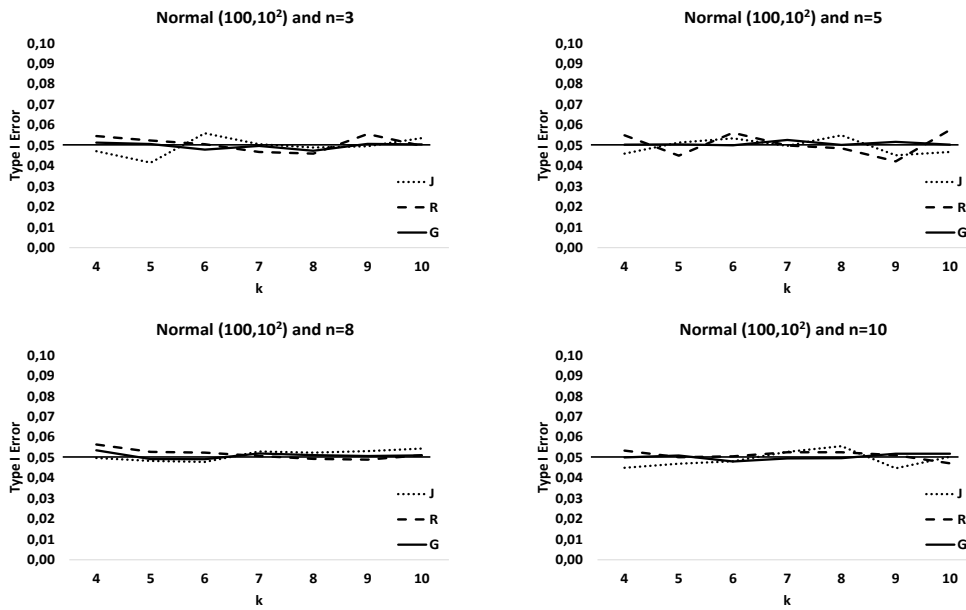 Normal (100,10²) and n=3
Type I Error
0,10
0,09
0,08
0,07
0,06
0,05
0,04
0,03
0,02
0,01
0,00
J
R
G
4 5 6 7 8 9 10
k
Normal (100,10²) and n=5
Type I Error
0,10
0,09
0,08
0,07
0,06
0,05
0,04
0,03
0,02
0,01
0,00
J
R
G
4 5 6 7 8 9 10
k
Normal (100,10²) and n=8
Type I Error
0,10
0,09
0,08
0,07
0,06
0,05
0,04
0,03
0,02
0,01
0,00
J
R
G
4 5 6 7 8 9 10
k
Normal (100,10²) and n=10
Type I Error
0,10
0,09
0,08
0,07
0,06
0,05
0,04
0,03
0,02
0,01
0,00
J
R
G
4 5 6 7 8 9 10
k